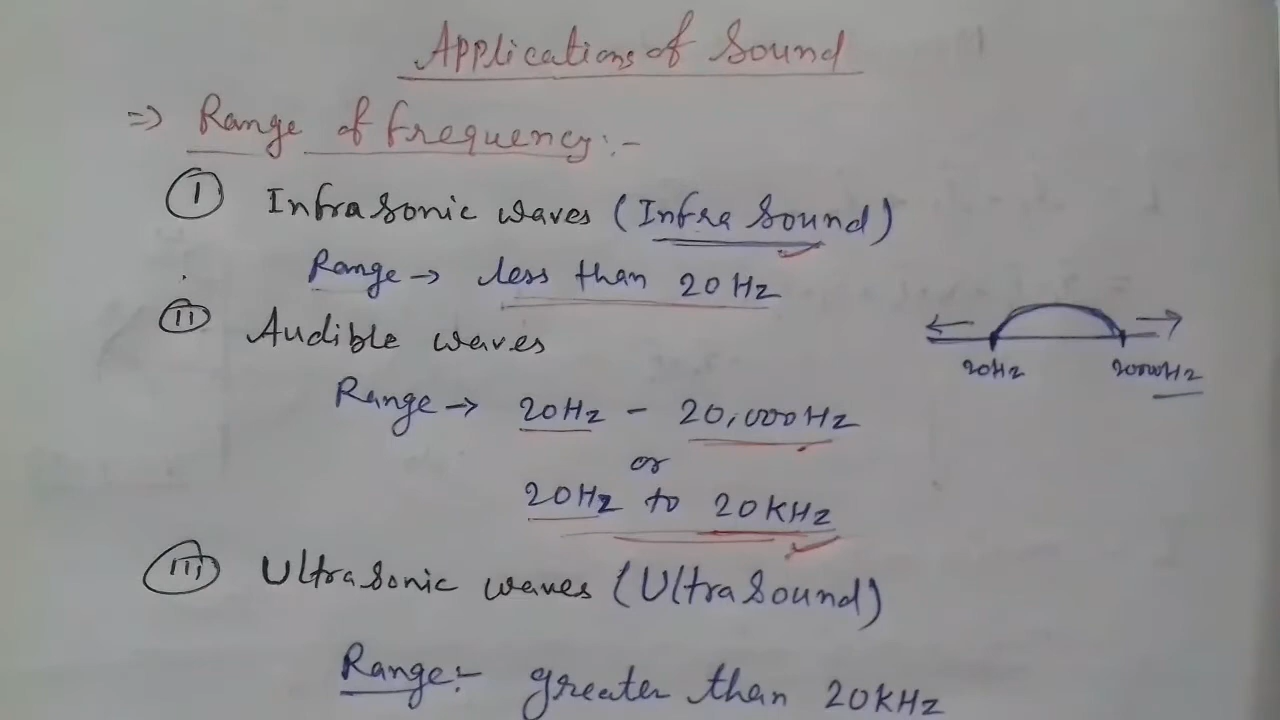 Applications of Sound
=> Range of frequency:-
(I) Infrasonic waves (Infra Sound)
Range → less than 20 Hz
(II) Audible waves
Range → 20Hz - 20,000Hz
or
20Hz to 20KHz
20Hz 20000Hz
(III) Ultrasonic waves (UltraSound)
Range:- greater than 20KHz